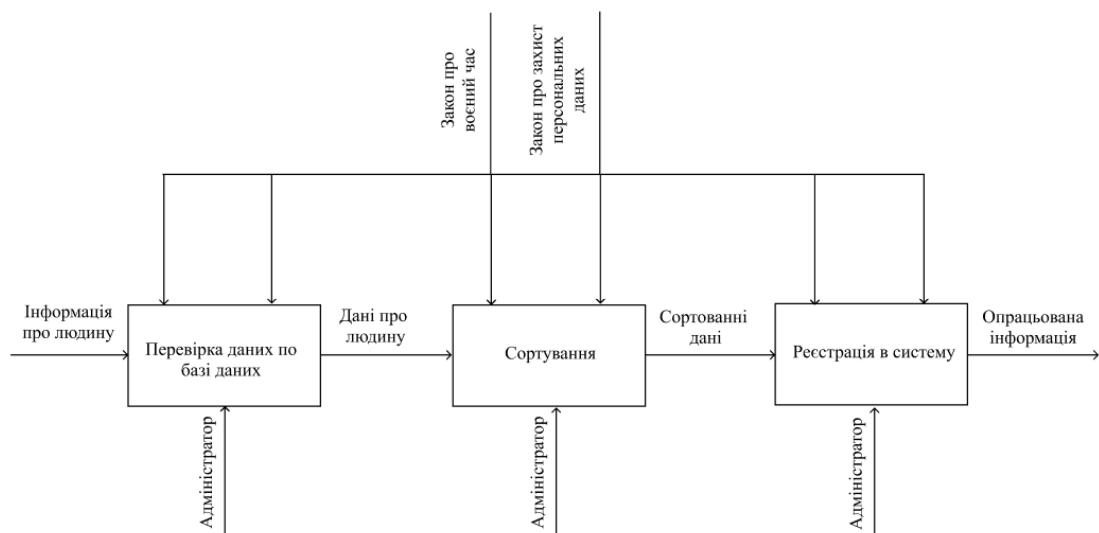 Закон про
воєний час
Закон про захист
персональних
даних
Інформація
про людину
Перевірка даних по
базі даних
Дані про
людину
Сортування
Сортованні
дані
Реєстрація в систему
Опрацьована
інформація
Адміністратор
Адміністратор
Адміністратор